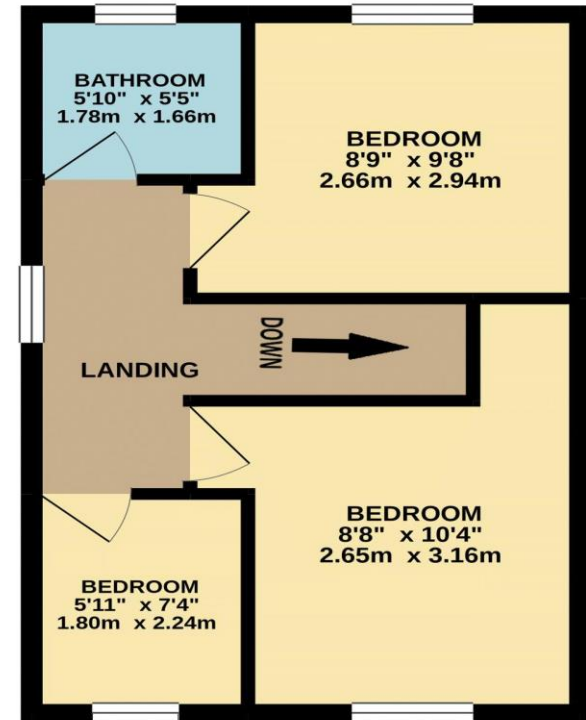 BATHROOM
5'10" x 5'5"
1.78m x 1.66m
BEDROOM
8'9" x 9'8"
2.66m x 2.94m
DOWN
LANDING
BEDROOM
8'8" x 10'4"
2.65m x 3.16m
BEDROOM
5'11" x 7'4"
1.80m x 2.24m